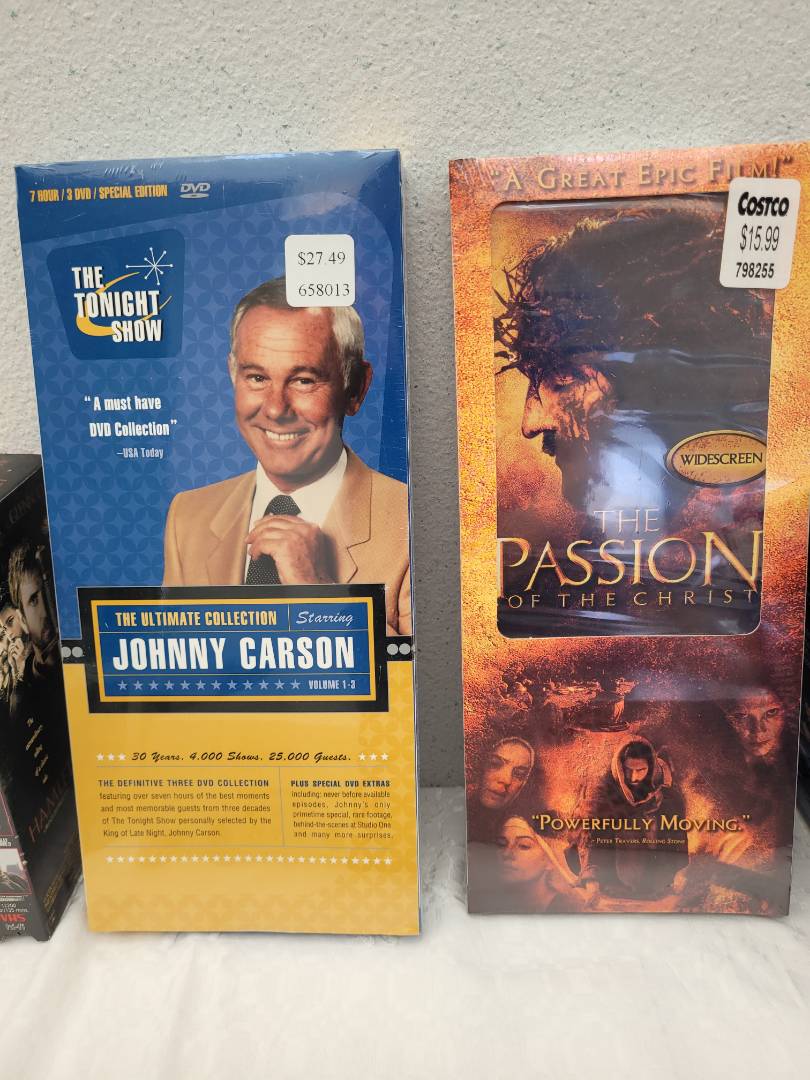 7 HOUR / 3 DVD / SPECIAL EDITION DVD
$27.49
658013
THE
TONIGHT
SHOW
“A must have
DVD Collection”
—USA Today
THE ULTIMATE COLLECTION Starring
JOHNNY CARSON
VOLUME 1-3
30 Years. 4,000 Shows. 25,000 Guests.
THE DEFINITIVE THREE DVD COLLECTION
featuring over seven hours of the best moments
and most memorable guests from three decades
of The Tonight Show personally selected by the
King of Late Night, Johnny Carson.
PLUS SPECIAL DVD EXTRAS
Including: never before available
episodes, Johnny's only
primetime special, rare footage,
behind-the-scenes at Studio One
and many more surprises.
"A GREAT EPIC FILM!"
COSTCO
$15.99
798255
WIDESCREEN
THE
PASSION
OF THE CHRIST
"POWERFULLY MOVING."
- PETER TRAVERS, ROLLING STONE
VHS